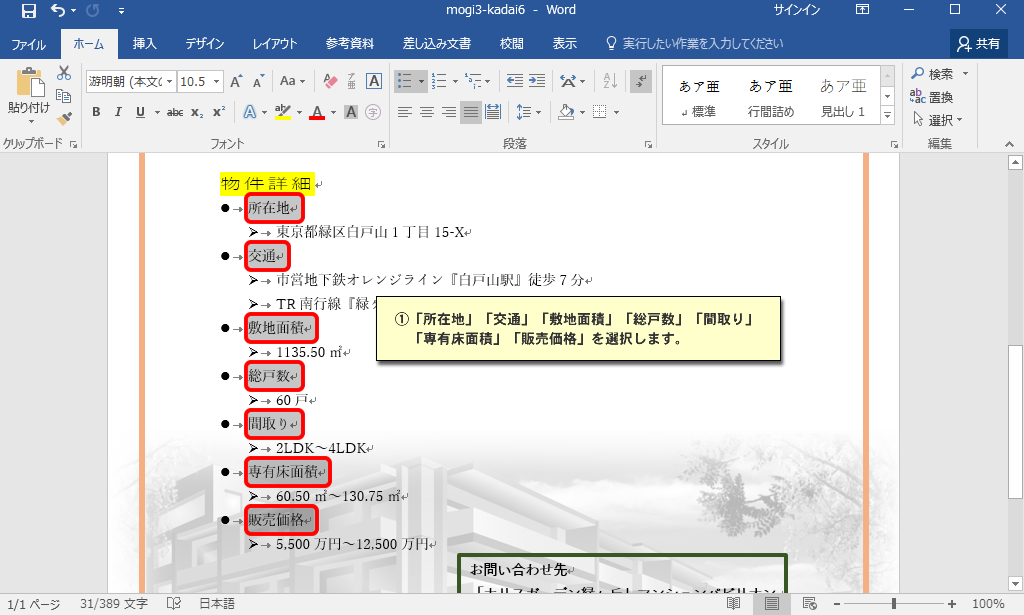 mogi3-kadai6 - Word
サインイン
ファイル ホーム 挿入 デザイン レイアウト 参考資料 差し込み文書 校閲 表示 実行したい作業を入力してください 共有
貼り付け
游明朝 (本文の 10.5
あア亜 あア亜 あア亜
標準 行間詰め 見出し 1
検索
置換
選択
クリップボード フォント 段落 スタイル 編集
物件詳細
所在地
東京都緑区白戸山 1 丁目 15-X
交通
市営地下鉄オレンジライン『白戸山駅』徒歩 7 分
TR 南行線『緑ヶ
敷地面積
1135.50 ㎡
総戸数
60 戸
間取り
2LDK～4LDK
専有床面積
60.50 ㎡～130.75 ㎡
販売価格
5,500 万円～12,500 万円
①「所在地」「交通」「敷地面積」「総戸数」「間取り」
「専有床面積」「販売価格」を選択します。
お問い合わせ先
1/1 ページ 31/389 文字 日本語 100%